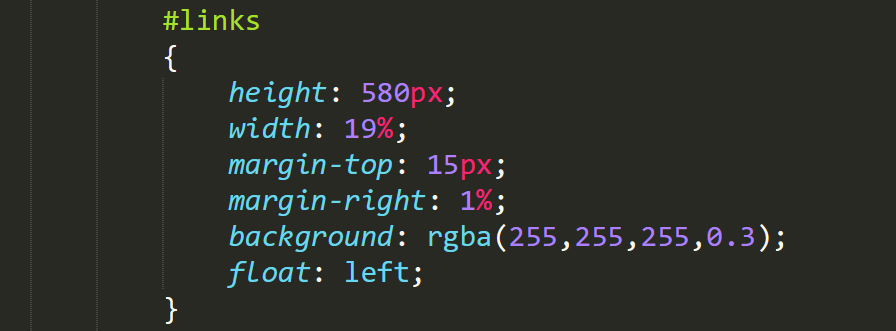 #links
{
height: 580px;
width: 19%;
margin-top: 15px;
margin-right: 1%;
background: rgba(255,255,255,0.3);
float: left;
}